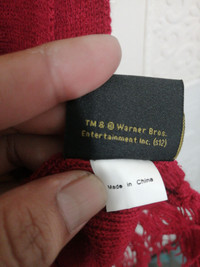 TM & © Warner Bros.
Entertainment Inc. (s12)
Made in China